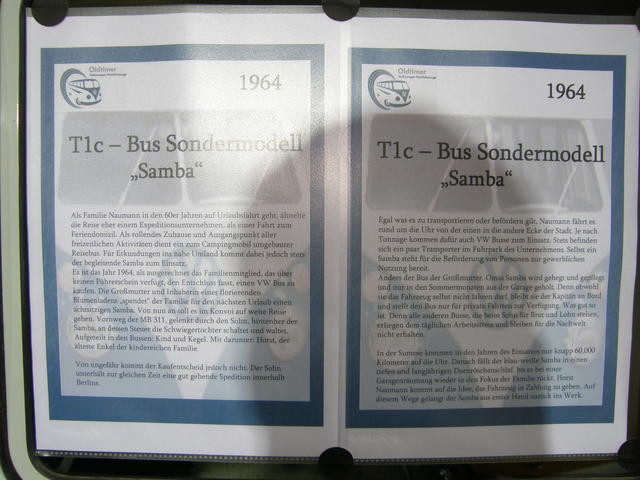 Oldtimer
Volkswagen Nutzfahrzeuge
1964
T1c – Bus Sondermodell
„Samba“
Als Familie Naumann in den 60er Jahren auf Urlaubsfahrt geht, ähnelte
die Reise eher einem Expeditionsunternehmen, als einer Fahrt zum
Feriendomizil. Als rollendes Zuhause und Ausgangspunkt aller
freizeitlichen Aktivitäten dient ein zum Campingmobil umgebauter
Reisebus. Für Erkundungen ins nahe Umland kommt dabei jedoch stets
der begleitende Samba zum Einsatz.
Es ist das Jahr 1964, als ausgerechnet das Familienmitglied, das über
keinen Führerschein verfügt, den Entschluss fasst, einen VW Bus zu
kaufen. Die Großmutter und Inhaberin eines florierenden
Blumenladens „spendet“ der Familie für den nächsten Urlaub einen
achtsitzigen Samba. Von nun an soll es im Konvoi auf weite Reise
gehen. Vornweg der MB 311, gelenkt durch den Sohn, hintenher der
Samba, an dessen Steuer die Schwiegertochter schaltet und waltet.
Aufgeteilt in den Bussen: Kind und Kegel. Mit darunter: Horst, der
älteste Enkel der kindereichen Familie.
Von ungefähr kommt der Kaufentscheid jedoch nicht. Der Sohn
unterhält zur gleichen Zeit eine gut gehende Spedition innerhalb
Berlins.
Oldtimer
Volkswagen Nutzfahrzeuge
1964
T1c – Bus Sondermodell
„Samba“
Egal was es zu transportieren oder befördern gilt, Naumann fährt es
rund um die Uhr von der einen in die andere Ecke der Stadt. Je nach
Tonnage kommen dafür auch VW Busse zum Einsatz. Stets befinden
sich ein paar Transporter im Fuhrpark des Unternehmens. Selbst ein
Samba steht für die Beförderung von Personen zur gewerblichen
Nutzung bereit.
Anders der Bus der Großmutter. Omas Samba wird gehegt und gepflegt
und nur in den Sommermonaten aus der Garage geholt. Denn obwohl
sie das Fahrzeug selbst nicht fahren darf, bleibt sie der Kapitän an Bord
und stellt den Bus nur für private Fahrten zur Verfügung. Was gut so
ist. Denn alle anderen Busse, die beim Sohn für Brot und Lohn stehen,
erliegen dem täglichen Arbeitsstress und bleiben für die Nachwelt
nicht erhalten.
In der Summe kommen in den Jahren des Einsatzes nur knapp 60.000
Kilometer auf die Uhr. Danach fällt der blau-weiße Samba in einen
tiefen und langjährigen Dornröschenschlaf, bis er bei einer
Garagenräumung wieder in den Fokus der Familie rückt. Horst
Naumann kommt auf die Idee, das Fahrzeug in Zahlung zu geben. Auf
diesem Wege gelangt der Samba aus erster Hand zurück ins Werk.